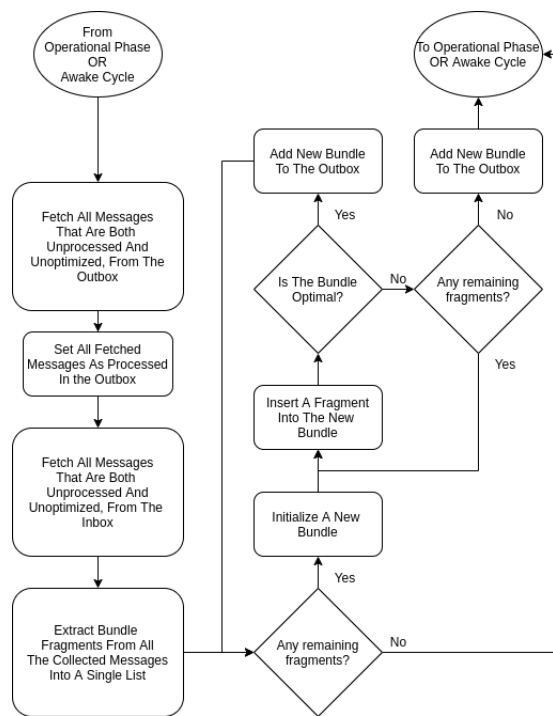 From
Operational Phase
OR
Awake Cycle
Fetch All Messages
That Are Both
Unprocessed And
Unoptimized, From The
Outbox
Set All Fetched
Messages As Processed
In the Outbox
Fetch All Messages
That Are Both
Unprocessed And
Unoptimized, From The
Inbox
Extract Bundle
Fragments From All
The Collected Messages
Into A Single List
Any remaining
fragments?
Yes
No
Initialize A New
Bundle
Insert A Fragment
Into The New
Bundle
Is The Bundle
Optimal?
Yes
No
Add New Bundle
To The Outbox
Any remaining
fragments?
No
Yes
Add New Bundle
To The Outbox
To Operational Phase
OR Awake Cycle